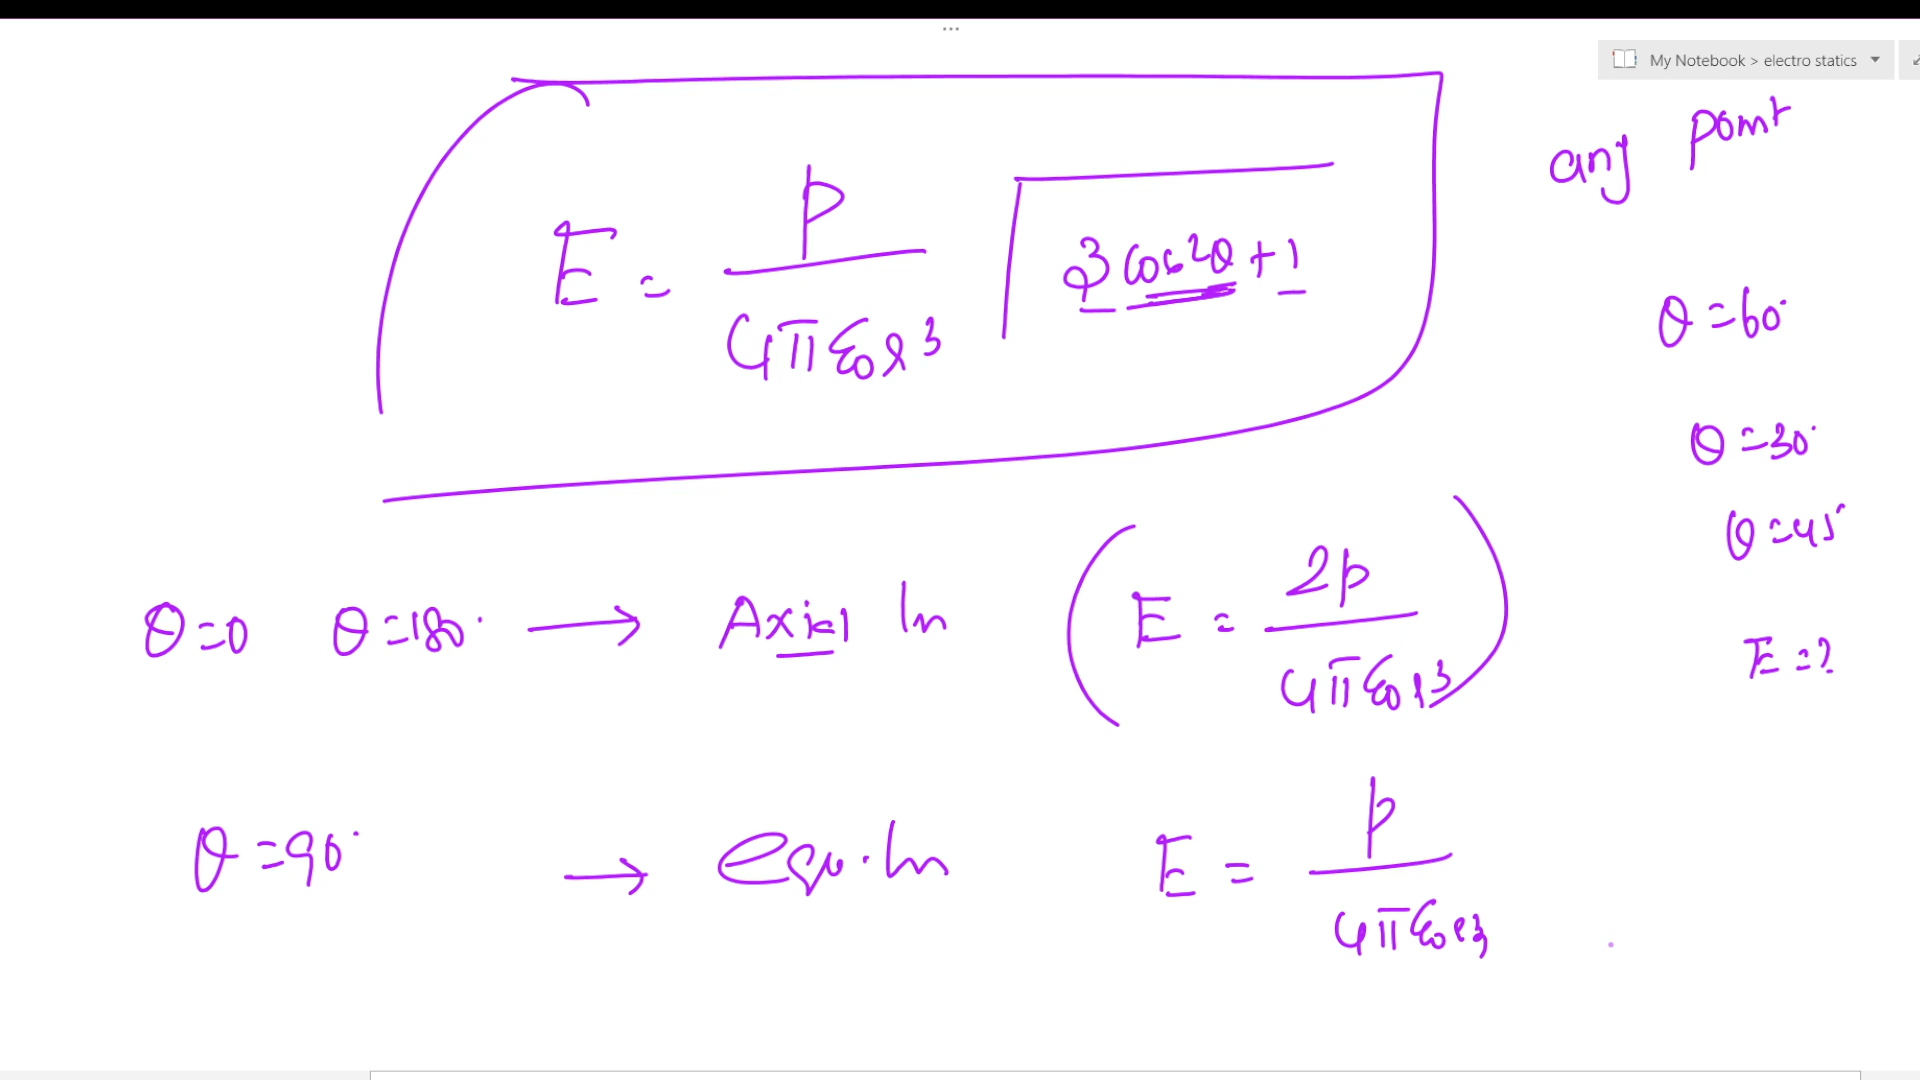 ...
My Notebook > electro statics
any point
E = p / 4πε₀r³ √3cos²θ + 1
θ = 60°
θ = 30°
θ = 45°
E = ?
θ = 0 θ = 180° → Axial ln (E = 2p / 4πε₀r³)
θ = 90° → equ. ln E = p / 4πε₀r³